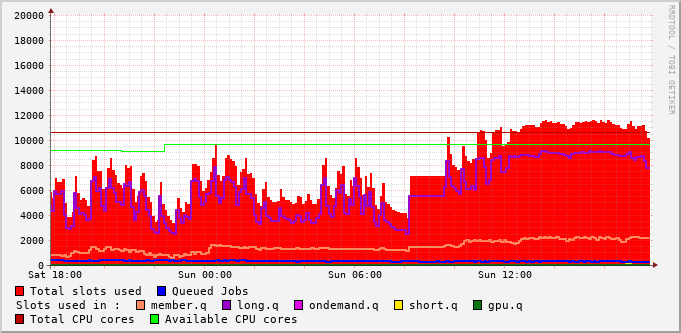 20000
18000
16000
14000
12000
10000
8000
6000
4000
2000
0
Sat 18:00 Sun 00:00 Sun 06:00 Sun 12:00
Total slots used Queued Jobs
Slots used in : member.q long.q ondemand.q short.q gpu.q
Total CPU cores Available CPU cores
RRDTOOL / TOBI OETIKER